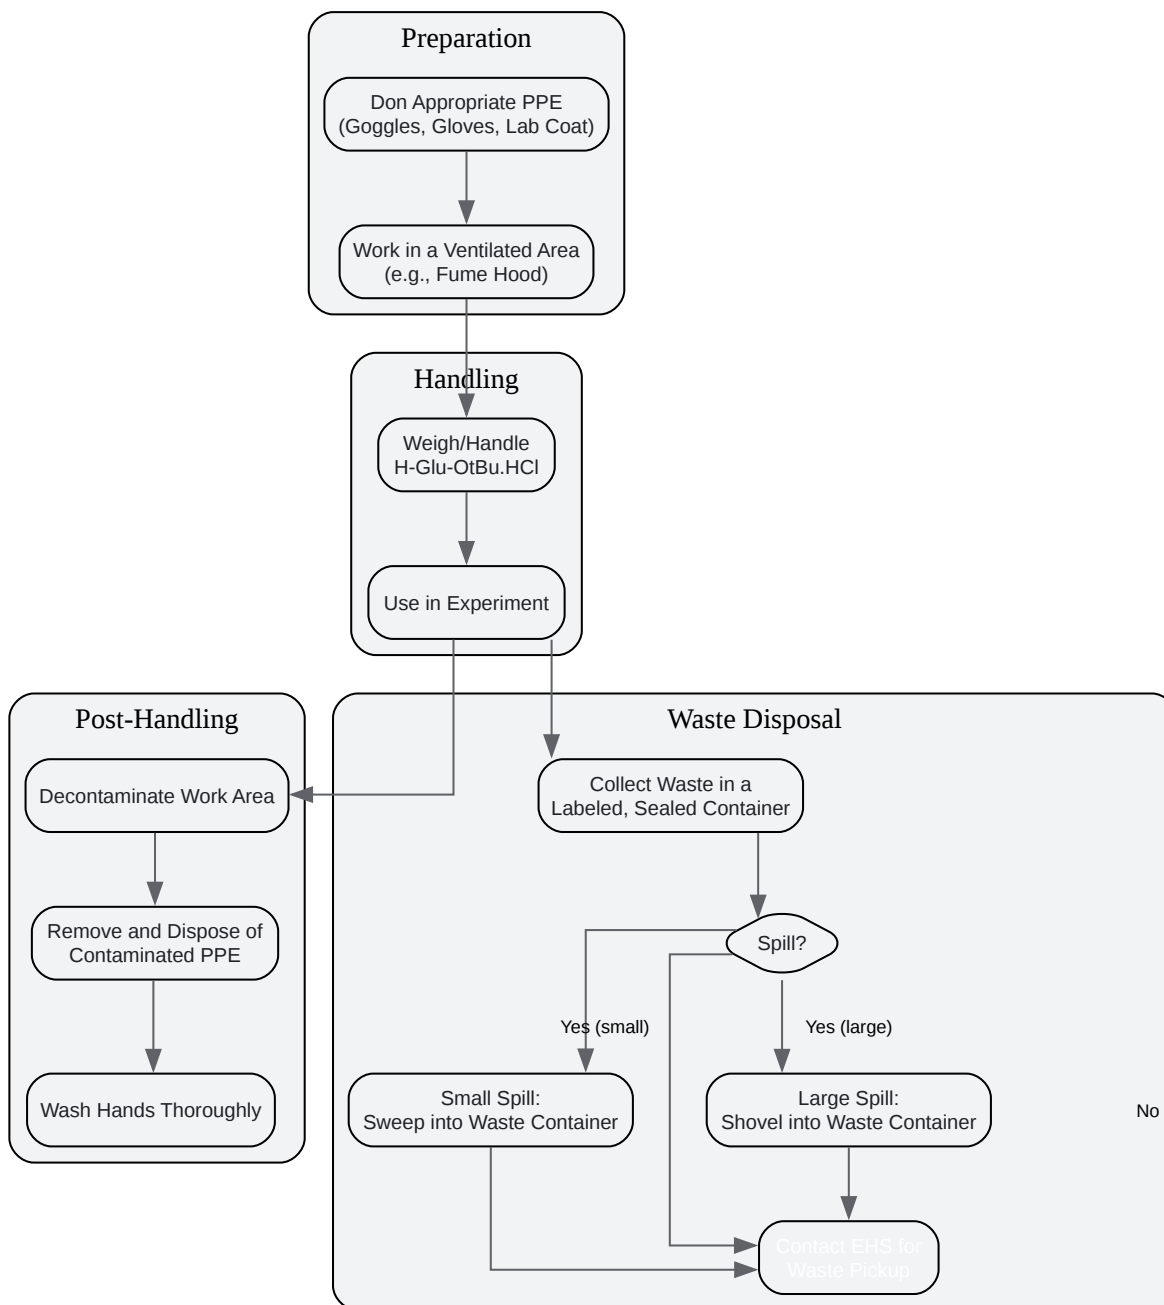 Preparation
Don Appropriate PPE
(Goggles, Gloves, Lab Coat)
Work in a Ventilated Area
(e.g., Fume Hood)
Handling
Weigh/Handle
H-Glu-OtBu.HCl
Use in Experiment
Post-Handling
Decontaminate Work Area
Remove and Dispose of
Contaminated PPE
Wash Hands Thoroughly
Waste Disposal
Collect Waste in a
Labeled, Sealed Container
Spill?
Yes (small)
Yes (large)
Small Spill:
Sweep into Waste Container
Large Spill:
Shovel into Waste Container
No
Contact EHS for
Waste Pickup